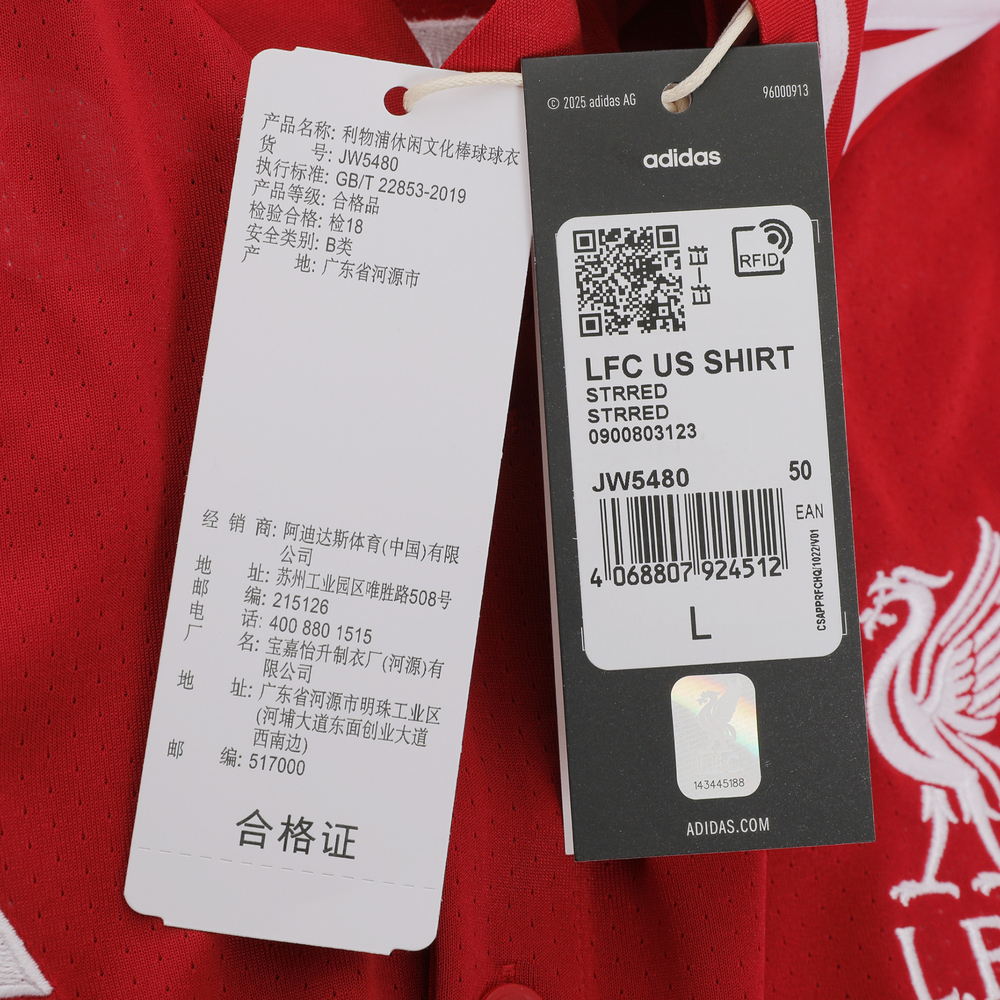 产品名称: 利物浦休闲文化棒球球衣
货 号: JW5480
执行标准: GB/T 22853-2019
产品等级: 合格品
检验合格: 检18
安全类别: B类
产 地: 广东省河源市
经 销 商: 阿迪达斯体育(中国)有限
公司
地 址: 苏州工业园区唯胜路508号
邮 编: 215126
电 话: 400 880 1515
厂 名: 宝嘉怡升制衣厂(河源)有
限公司
地 址: 广东省河源市明珠工业区
(河埔大道东面创业大道
西南边)
邮 编: 517000
合格证
© 2025 adidas AG
96000913
adidas
扫一扫
RFID
LFC US SHIRT
STRRED
STRRED
0900803123
JW5480
50
EAN
4 068807 924512
CSAPPRFCHQ/1022/V01
L
143445188
ADIDAS.COM